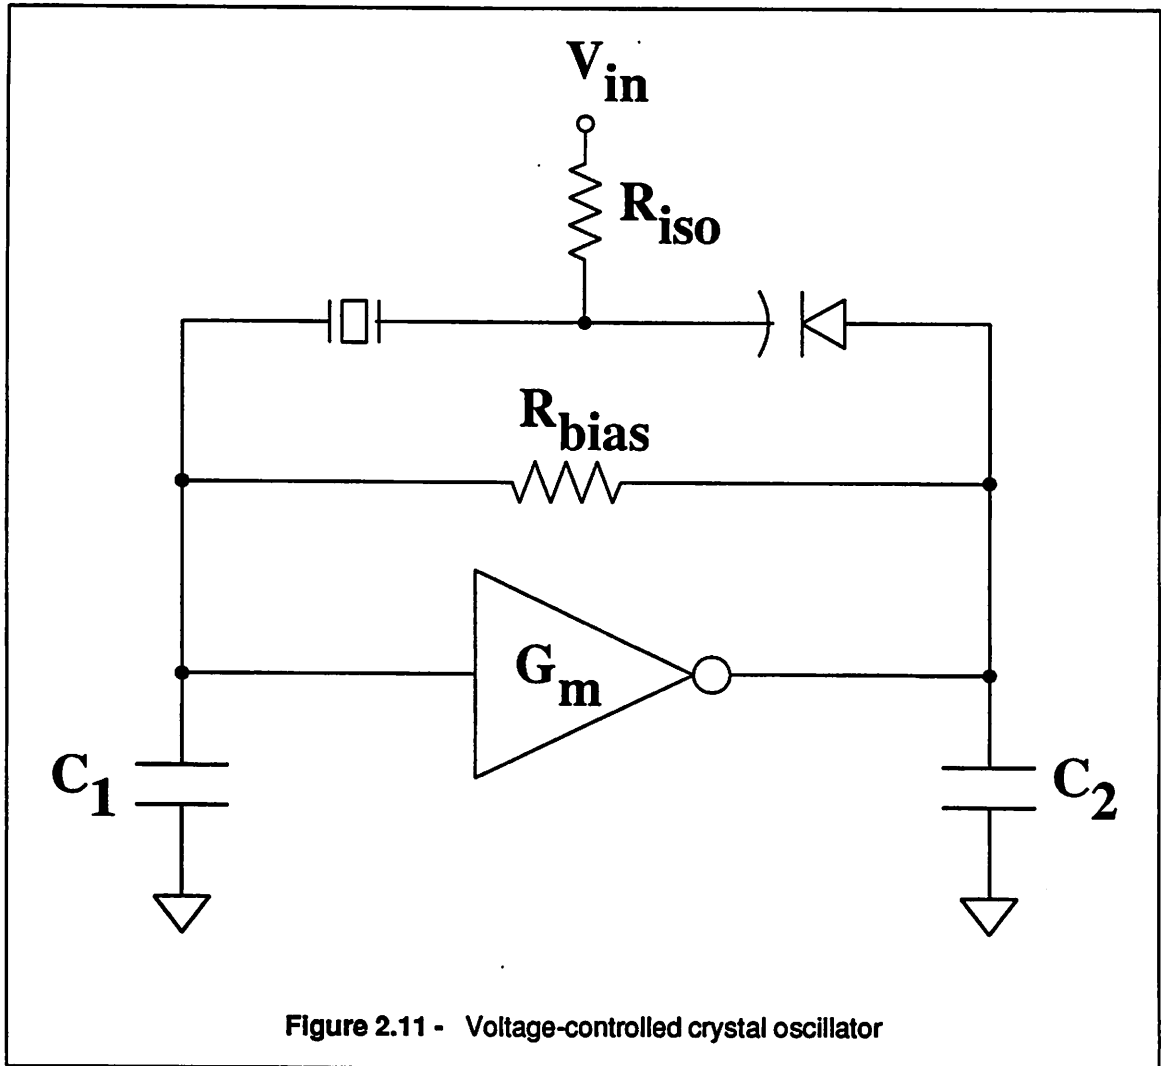 Vin
Riso
Rbias
Gm
C1
C2
Figure 2.11 - Voltage-controlled crystal oscillator